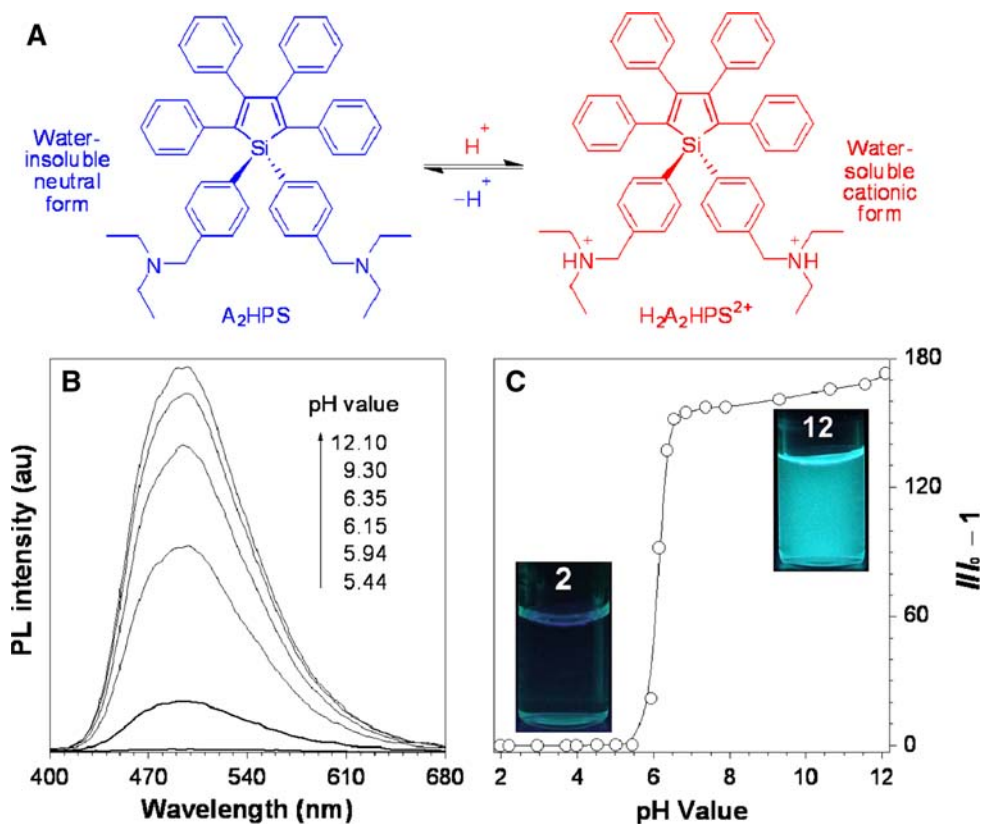 A
Water-
insoluble
neutral
form
Si
N
N
A₂HPS
H⁺
−H⁺
Si
HN⁺
NH⁺
H₂A₂HPS²⁺
Water-
soluble
cationic
form
B
pH value
12.10
9.30
6.35
6.15
5.94
5.44
PL intensity (au)
400 470 540 610 680
Wavelength (nm)
C
2
12
180
120
60
0
I/I₀ − 1
2 4 6 8 10 12
pH Value